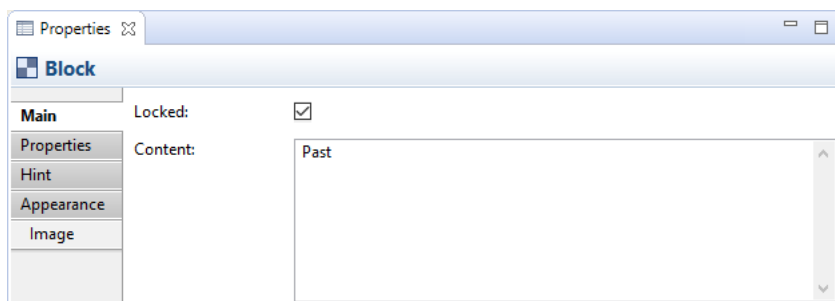 Properties
Block
Main
Locked:
Properties
Content:
Past
Hint
Appearance
Image